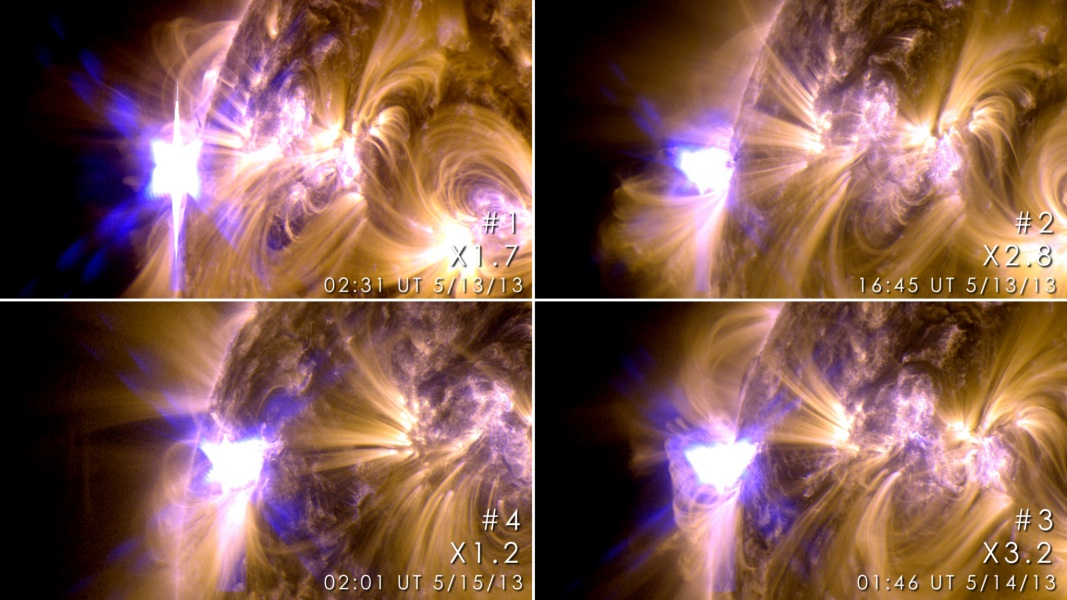 #1
X1.7
02:31 UT 5/13/13
#2
X2.8
16:45 UT 5/13/13
#4
X1.2
02:01 UT 5/15/13
#3
X3.2
01:46 UT 5/14/13